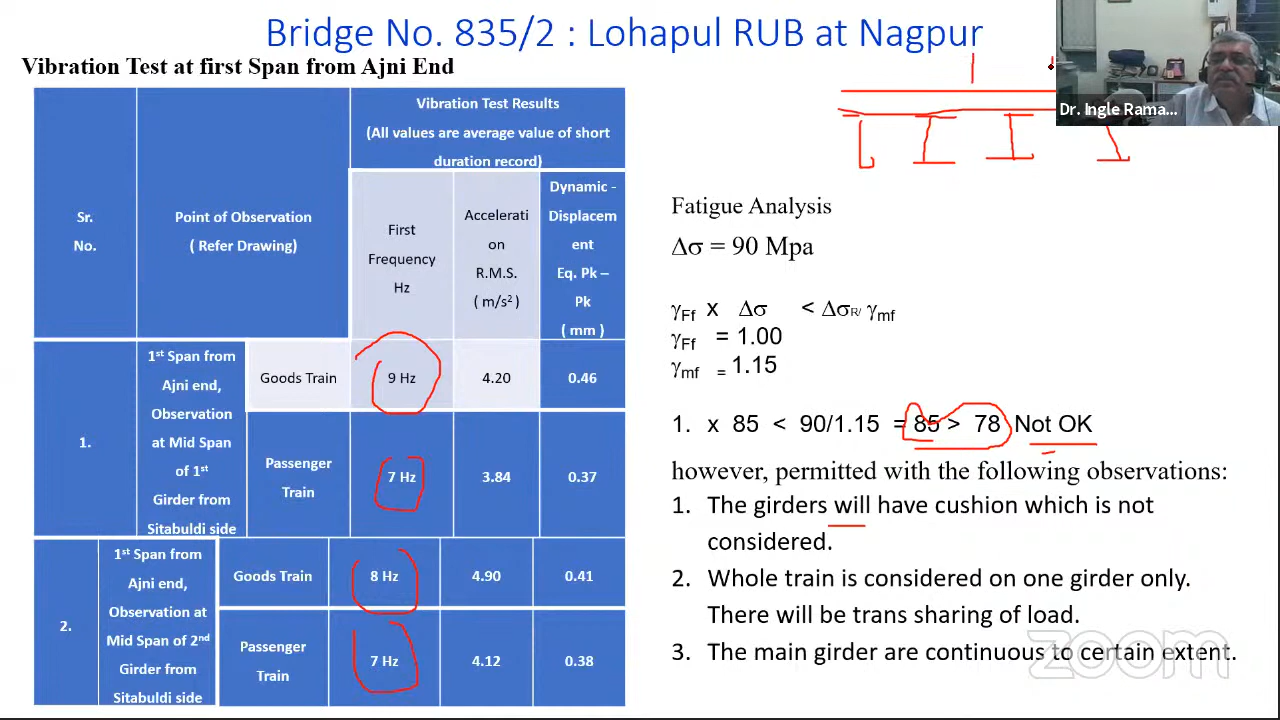 Bridge No. 835/2 : Lohapul RUB at Nagpur
Vibration Test at first Span from Ajni End
Dr. Ingle Rama...
Sr.
No.
Point of Observation
( Refer Drawing)
Vibration Test Results
(All values are average value of short
duration record)
First
Frequency
Hz
Accelerati
on
R.M.S.
( m/s² )
Dynamic -
Displacem
ent
Eq. Pk –
Pk
( mm )
1.
1st Span from
Ajni end,
Observation
at Mid Span
of 1st
Girder from
Sitabuldi side
Goods Train
9 Hz
4.20
0.46
Passenger
Train
7 Hz
3.84
0.37
2.
1st Span from
Ajni end,
Observation at
Mid Span of 2nd
Girder from
Sitabuldi side
Goods Train
8 Hz
4.90
0.41
Passenger
Train
7 Hz
4.12
0.38
Fatigue Analysis
Δσ = 90 Mpa
γFf x Δσ < ΔσR/ γmf
γFf = 1.00
γmf = 1.15
1. x 85 < 90/1.15 = 85 > 78 Not OK
however, permitted with the following observations:
1. The girders will have cushion which is not
considered.
2. Whole train is considered on one girder only.
There will be trans sharing of load.
3. The main girder are continuous to certain extent.
zoom